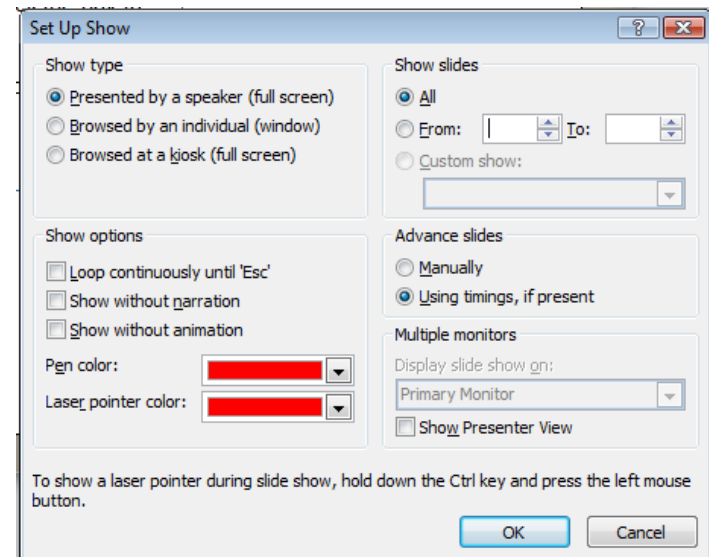 Set Up Show
Show type
Presented by a speaker (full screen)
Browsed by an individual (window)
Browsed at a kiosk (full screen)
Show slides
All
From: To:
Custom show:
Show options
Loop continuously until 'Esc'
Show without narration
Show without animation
Pen color:
Laser pointer color:
Advance slides
Manually
Using timings, if present
Multiple monitors
Display slide show on:
Primary Monitor
Show Presenter View
To show a laser pointer during slide show, hold down the Ctrl key and press the left mouse
button.
OK Cancel